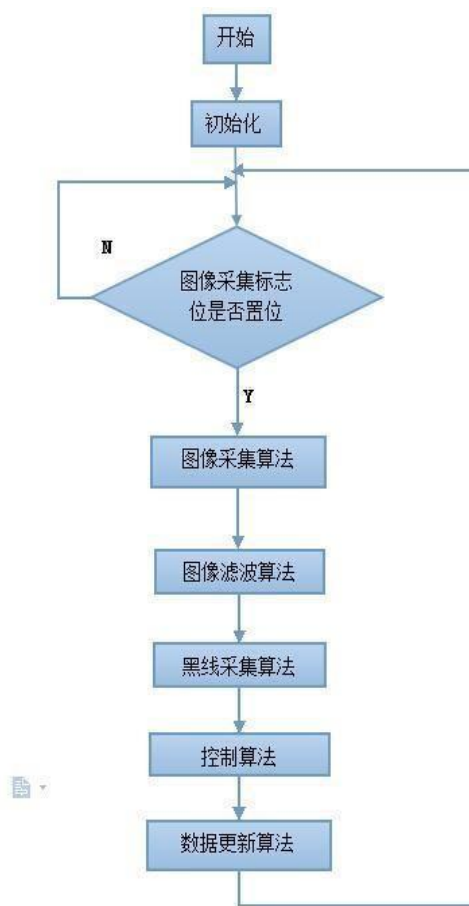 开始
初始化
N
图像采集标志
位是否置位
Y
图像采集算法
图像滤波算法
黑线采集算法
控制算法
数据更新算法